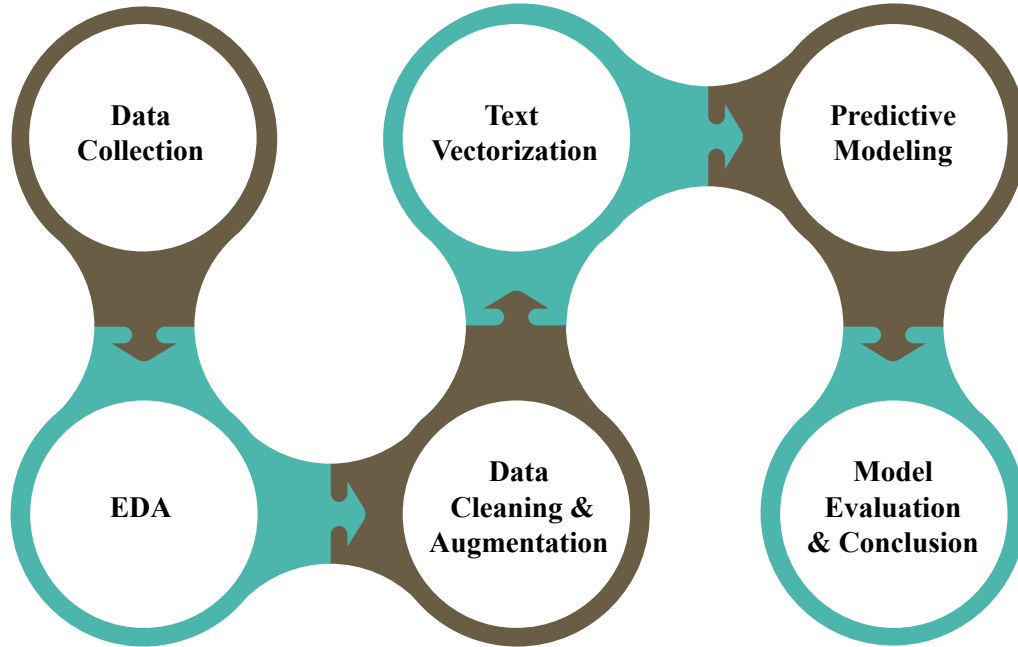 Data
Collection
EDA
Data
Cleaning &
Augmentation
Text
Vectorization
Predictive
Modeling
Model
Evaluation
& Conclusion